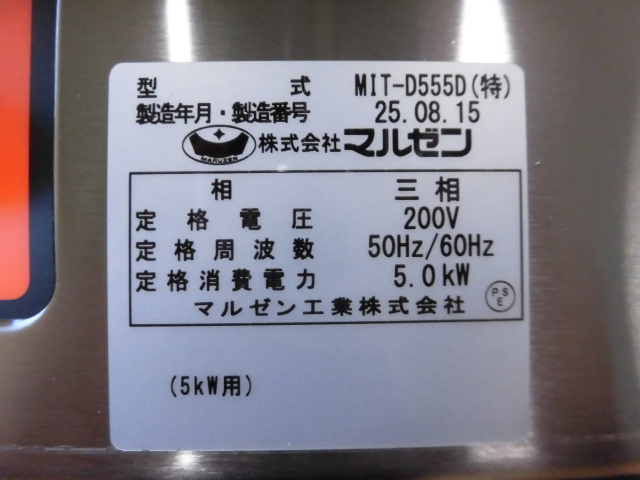 型式 MIT-D555D(特)
製造年月・製造番号 25.08.15
MARUZEN 株式会社マルゼン
相 三相
定格電圧 200V
定格周波数 50Hz/60Hz
定格消費電力 5.0kW
マルゼン工業株式会社 PSE
(5kW用)